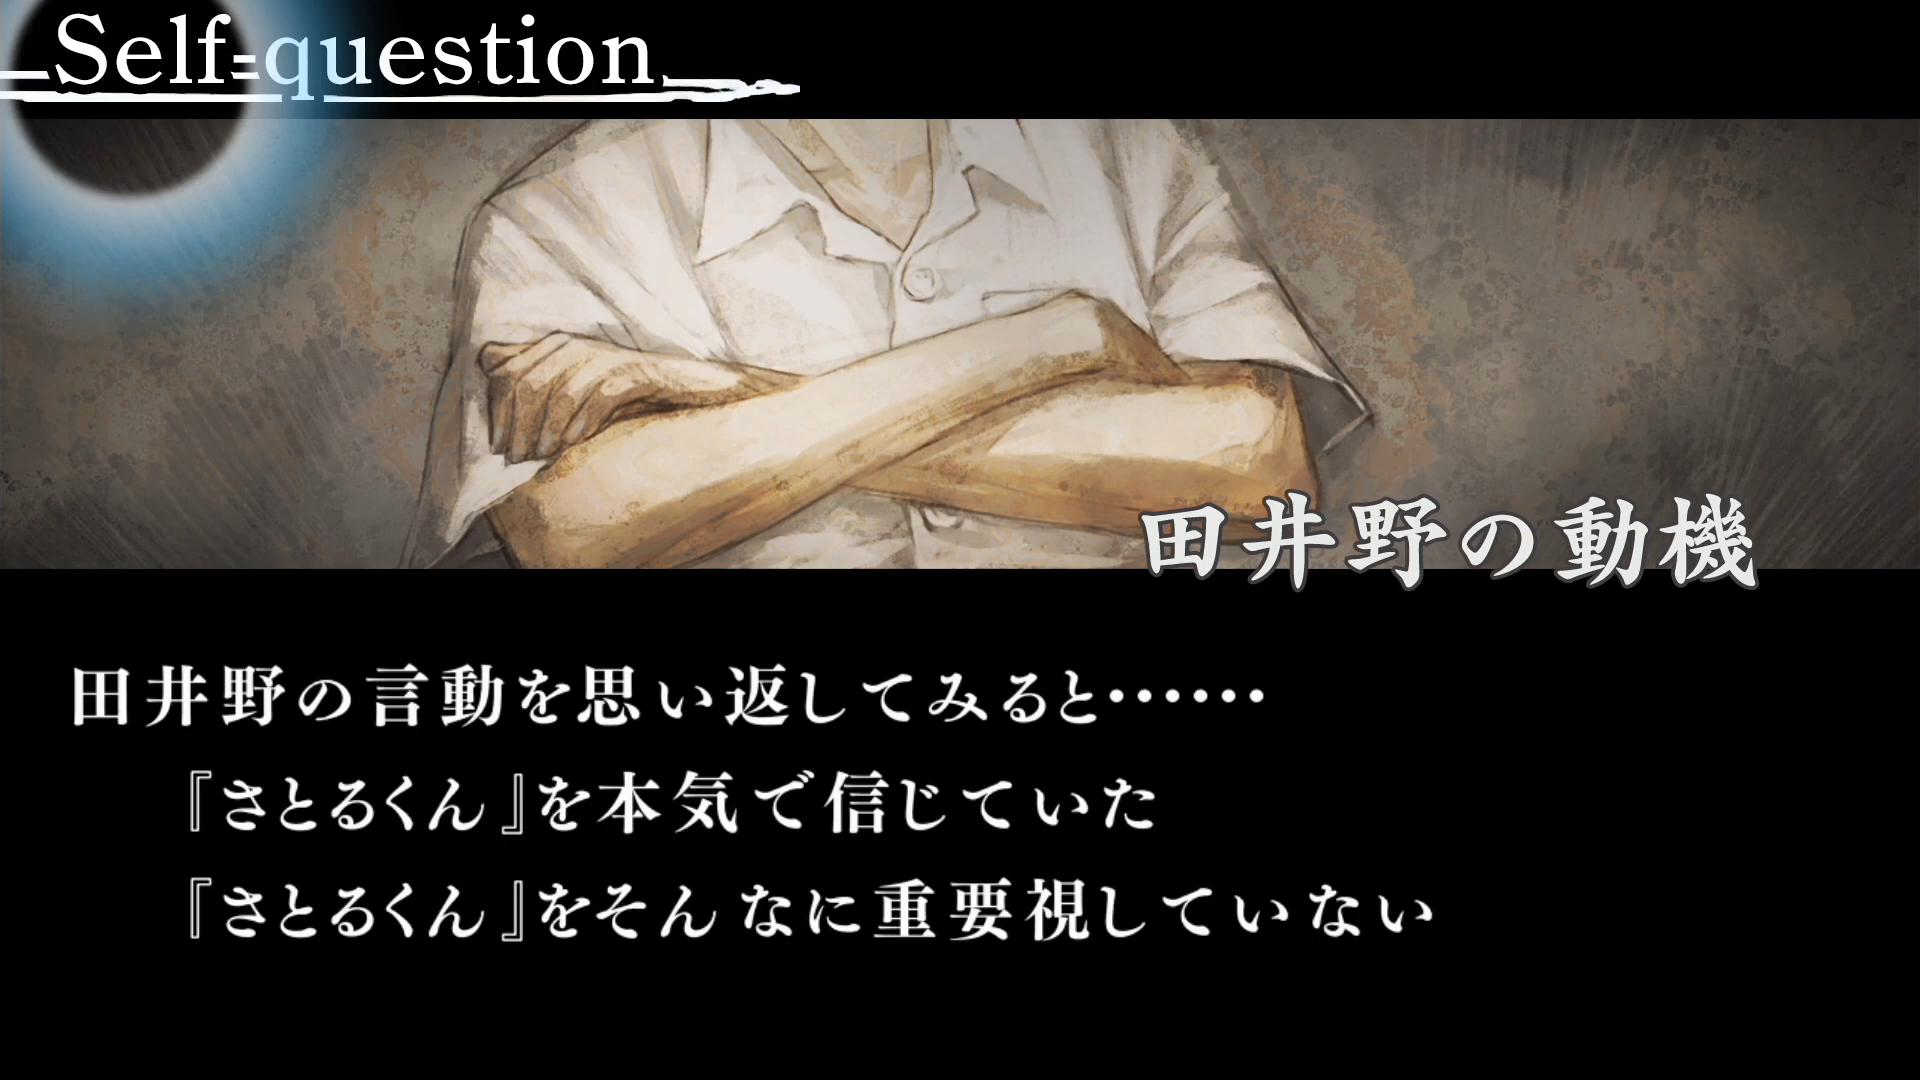 Self-question
田井野の動機
田井野の言動を思い返してみると‥‥‥
『さとるくん』を本気で信じていた
『さとるくん』をそんなに重要視していない